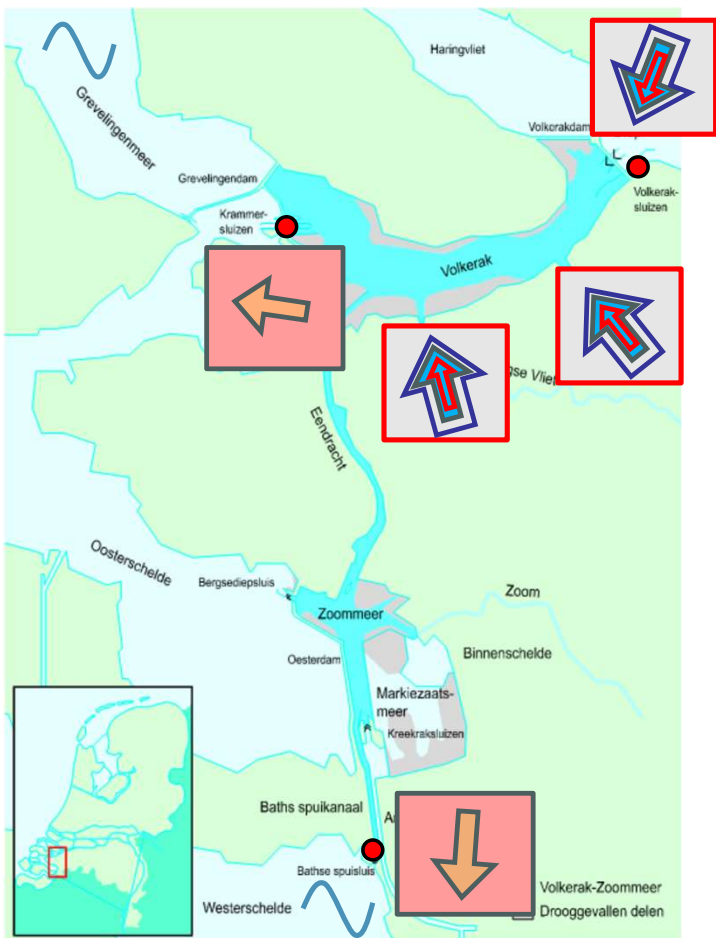 Haringvliet
Grevelingenmeer
Volkerakdam
Grevelingendam
Volkerak-
sluizen
Krammer-
sluizen
Volkerak
Vliet
Eendracht
Oosterschelde
Bergsediepsluis
Zoom
Zoommeer
Oesterdam
Binnenschelde
Markiezaats-
meer
Kreekraksluizen
Baths spuikanaal
Bathse spuisluis
Westerschelde
Volkerak-Zoommeer
Drooggevallen delen